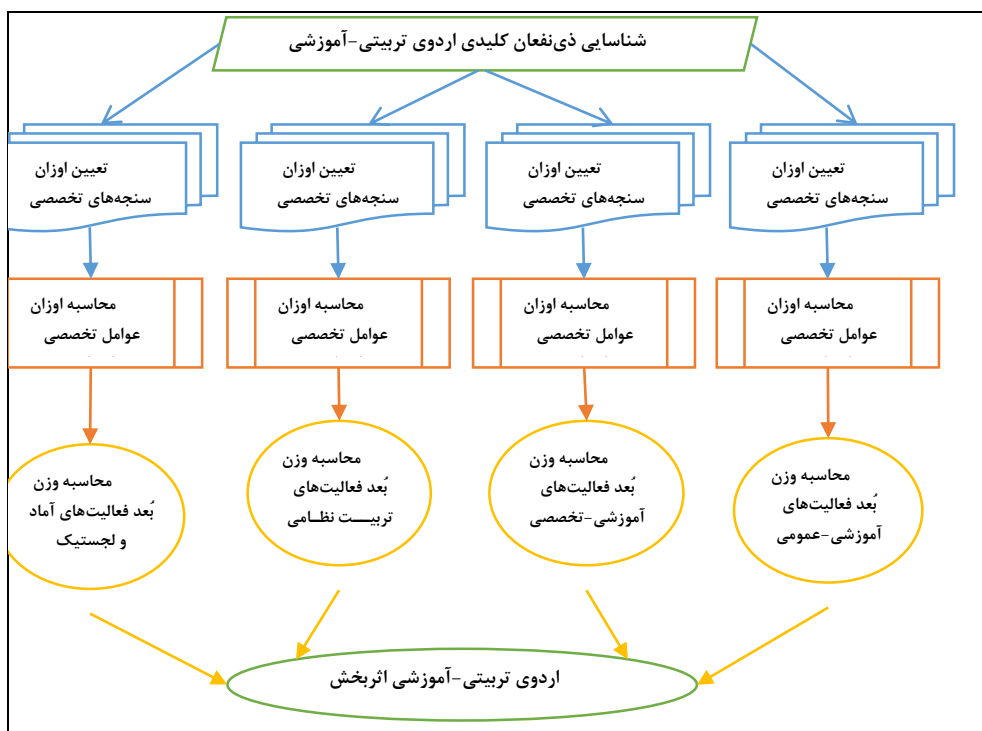 شناسایی ذی‌نفعان کلیدی اردوی تربیتی-آموزشی
تعیین اوزان
سنجه‌های تخصصی
تعیین اوزان
سنجه‌های تخصصی
تعیین اوزان
سنجه‌های تخصصی
تعیین اوزان
سنجه‌های تخصصی
محاسبه اوزان
عوامل تخصصی
محاسبه اوزان
عوامل تخصصی
محاسبه اوزان
عوامل تخصصی
محاسبه اوزان
عوامل تخصصی
محاسبه وزن
بُعد فعالیت‌های
آموزشی-عمومی
محاسبه وزن
بُعد فعالیت‌های
آموزشی-تخصصی
محاسبه وزن
بُعد فعالیت‌های
تربیـــت نظــامی
محاسبه وزن
بُعد فعالیت‌های آماد
و لجستیک
اردوی تربیتی-آموزشی اثربخش